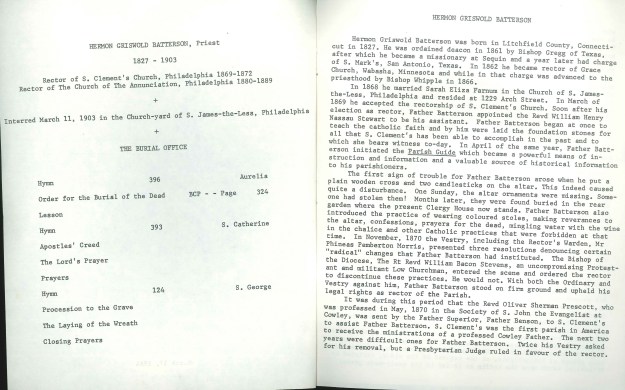 HERMON GRISWOLD BATTERSON, Priest
1827 - 1903
Rector of S. Clement's Church, Philadelphia 1869-1872
Rector of The Church of The Annunciation, Philadelphia 1880-1889
+
Interred March 11, 1903 in the Church-yard of S. James-the-Less, Philadelphia
+
THE BURIAL OFFICE
Hymn 396 Aurelia
Order for the Burial of the Dead BCP - - Page 324
Lesson
Hymn 393 S. Catherine
Apostles' Creed
The Lord's Prayer
Prayers
Hymn 124 S. George
Procession to the Grave
The Laying of the Wreath
Closing Prayers
HERMON GRISWOLD BATTERSON
Hermon Griswold Batterson was born in Litchfield County, Connecti-
cut in 1827. He was ordained deacon in 1861 by Bishop Gregg of Texas,
after which he became a missionary at Sequin and a year later had charge
of S. Mark's, San Antonio, Texas. In 1862 he became rector of Grace
Church, Wabasha, Minnesota and while in that charge was advanced to the
priesthood by Bishop Whipple in 1866.
In 1868 he married Sarah Eliza Farnum in the Church of S. James-
the-Less, Philadelphia and resided at 1229 Arch Street. In March of
1869 he accepted the rectorship of S. Clement's Church. Soon after his
election as rector, Father Batterson appointed the Revd William Henry
Nassau Stewart to be his assistant. Father Batterson began at once to
teach the catholic faith and by him were laid the foundation stones for
all that S. Clement's has been able to accomplish in the past and to
which she bears witness to-day. In April of the same year, Father Batt-
erson initiated the Parish Guide which became a powerful means of in-
struction and information and a valuable source of historical information
to his parishioners.
The first sign of trouble for Father Batterson arose when he put a
plain wooden cross and two candlesticks on the altar. This indeed caused
quite a disturbance. One Sunday, the altar ornaments were missing. Some-
one had stolen them! Months later, they were found buried in the rear
garden where the present Clergy House now stands. Father Batterson also
introduced the practice of wearing coloured stoles, making reverances to
the altar, confessions, prayers for the dead, mingling water with the wine
in the chalice and other Catholic practices that were forbidden at that
time. In November, 1870 the Vestry, including the Rector's Warden, Mr
Phineas Pemberton Morris, presented three resolutions denouncing certain
"radical" changes that Father Batterson had instituted. The Bishop of
the Diocese, The Rt Revd William Bacon Stevens, an uncompromising Protest-
ant and militant Low Churchman, entered the scene and ordered the rector
to discontinue these practices. He would not. With both the Ordinary and
Vestry against him, Father Batterson stood on firm ground and upheld his
legal rights as rector of the Parish.
It was during this period that the Revd Oliver Sherman Prescott, who
was professed in May, 1870 in the Society of S. John the Evangelist at
Cowley, was sent by the Father Superior, Father Benson, to S. Clement's
to assist Father Batterson. S. Clement's was the first parish in America
to receive the ministrations of a professed Cowley Father. The next two
years were difficult ones for Father Batterson. Twice his Vestry asked
for his removal, but a Presbyterian Judge ruled in favour of the rector.